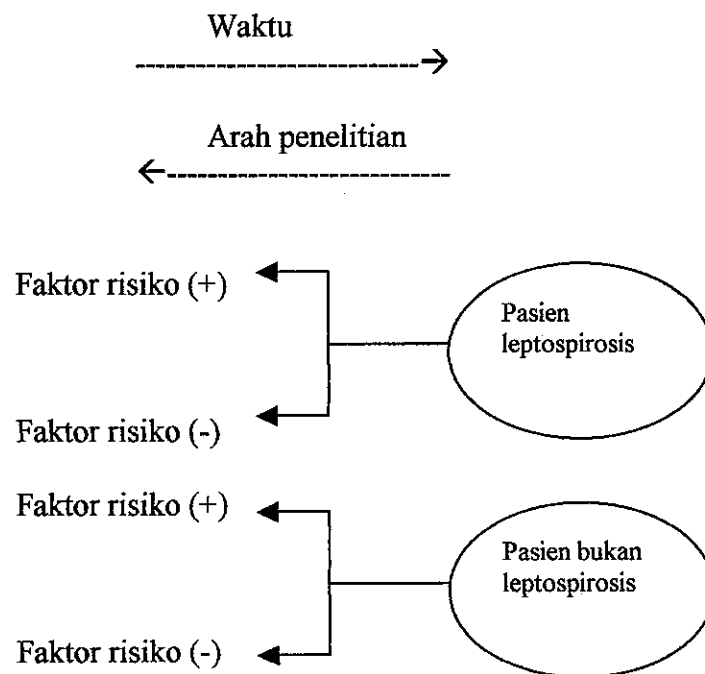 Waktu
Arah penelitian
Faktor risiko (+)
Pasien
leptospirosis
Faktor risiko (-)
Faktor risiko (+)
Pasien bukan
leptospirosis
Faktor risiko (-)